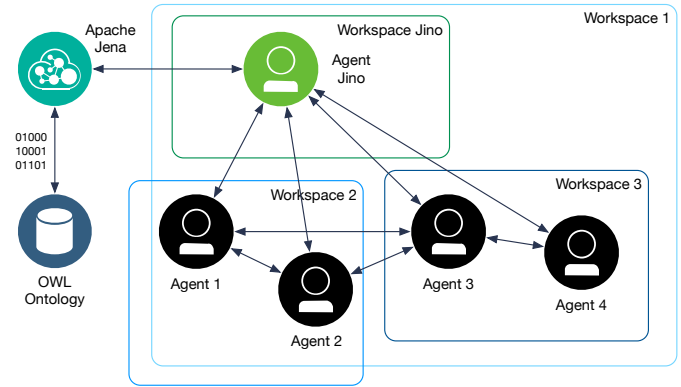 Workspace 1
Apache
Jena
Workspace Jino
Agent
Jino
01000
10001
01101
Workspace 2
Workspace 3
OWL
Ontology
Agent 1
Agent 2
Agent 3
Agent 4